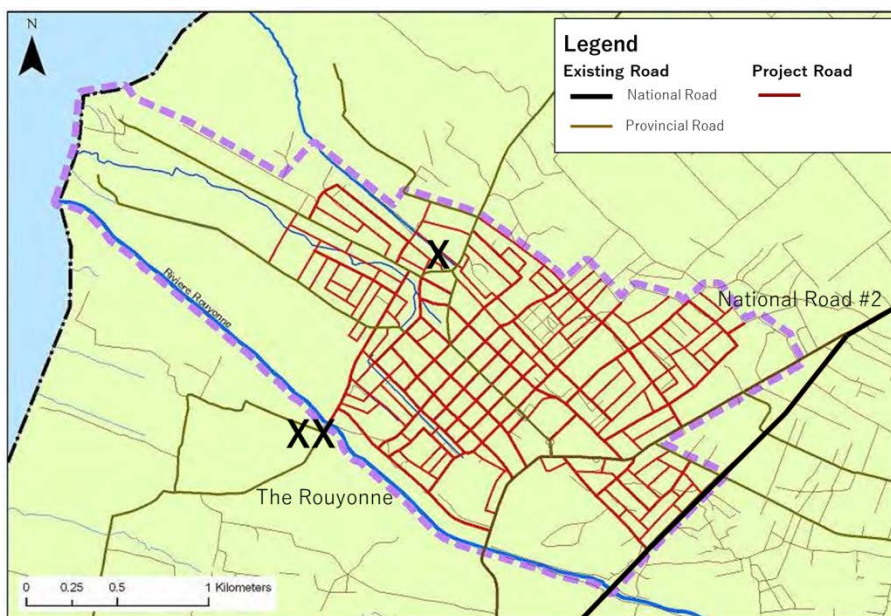 N
Legend
Existing Road Project Road
National Road
Provincial Road
X
National Road #2
Riviere Rouyonne
XX
The Rouyonne
0 0.25 0.5 1 Kilometers